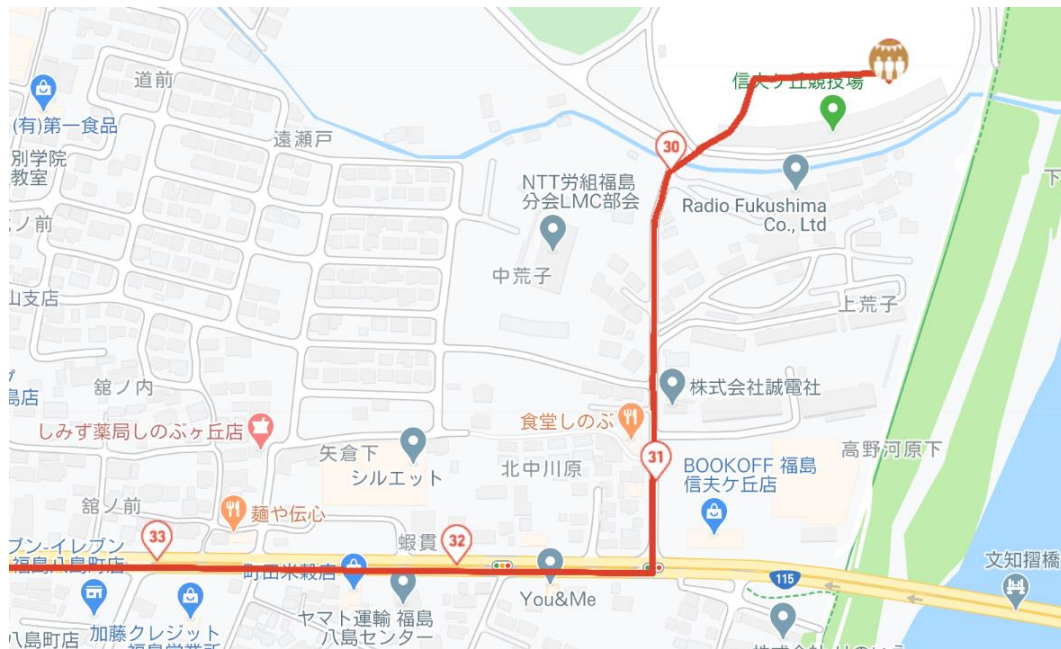 道前
(有)第一食品
別学院
教室
遠瀬戸
信夫ケ丘競技場
30
NTT労組福島
分会LMC部会
Radio Fukushima
Co., Ltd
下
ノ前
中荒子
山支店
上荒子
島店
舘ノ内
株式会社誠電社
しみず薬局しのぶヶ丘店
食堂しのぶ
矢倉下
シルエット
北中川原
31
BOOKOFF 福島
信夫ケ丘店
高野河原下
舘ノ前
麺や伝心
33
蝦貫
32
ブン-イレブン
福島八島町店
町田米穀店
You&Me
115
文知摺橋
ヤマト運輸 福島
八島センター
八島町店
加藤クレジット
福島営業所